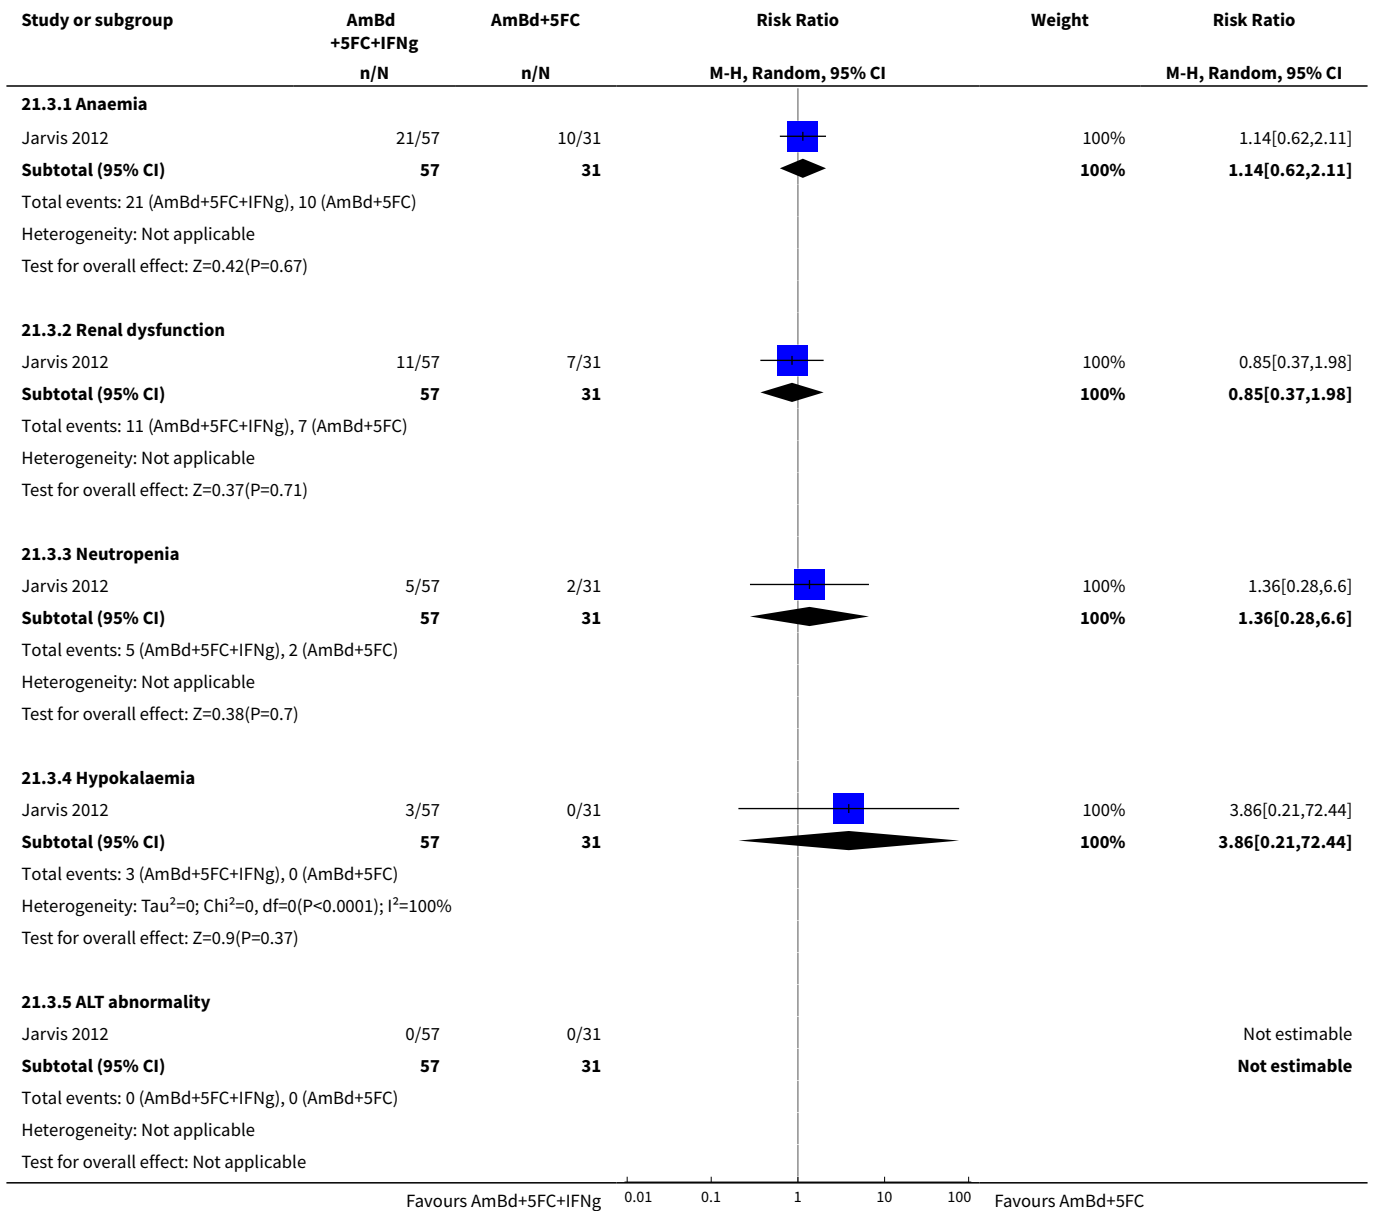 Study or subgroup AmBd AmBd+5FC Risk Ratio Weight Risk Ratio
+5FC+IFNg
n/N n/N M-H, Random, 95% CI M-H, Random, 95% CI
21.3.1 Anaemia
Jarvis 2012 21/57 10/31 100% 1.14[0.62,2.11]
Subtotal (95% CI) 57 31 100% 1.14[0.62,2.11]
Total events: 21 (AmBd+5FC+IFNg), 10 (AmBd+5FC)
Heterogeneity: Not applicable
Test for overall effect: Z=0.42(P=0.67)
21.3.2 Renal dysfunction
Jarvis 2012 11/57 7/31 100% 0.85[0.37,1.98]
Subtotal (95% CI) 57 31 100% 0.85[0.37,1.98]
Total events: 11 (AmBd+5FC+IFNg), 7 (AmBd+5FC)
Heterogeneity: Not applicable
Test for overall effect: Z=0.37(P=0.71)
21.3.3 Neutropenia
Jarvis 2012 5/57 2/31 100% 1.36[0.28,6.6]
Subtotal (95% CI) 57 31 100% 1.36[0.28,6.6]
Total events: 5 (AmBd+5FC+IFNg), 2 (AmBd+5FC)
Heterogeneity: Not applicable
Test for overall effect: Z=0.38(P=0.7)
21.3.4 Hypokalaemia
Jarvis 2012 3/57 0/31 100% 3.86[0.21,72.44]
Subtotal (95% CI) 57 31 100% 3.86[0.21,72.44]
Total events: 3 (AmBd+5FC+IFNg), 0 (AmBd+5FC)
Heterogeneity: Tau²=0; Chi²=0, df=0(P<0.0001); I²=100%
Test for overall effect: Z=0.9(P=0.37)
21.3.5 ALT abnormality
Jarvis 2012 0/57 0/31 Not estimable
Subtotal (95% CI) 57 31 Not estimable
Total events: 0 (AmBd+5FC+IFNg), 0 (AmBd+5FC)
Heterogeneity: Not applicable
Test for overall effect: Not applicable
Favours AmBd+5FC+IFNg 0.01 0.1 1 10 100 Favours AmBd+5FC